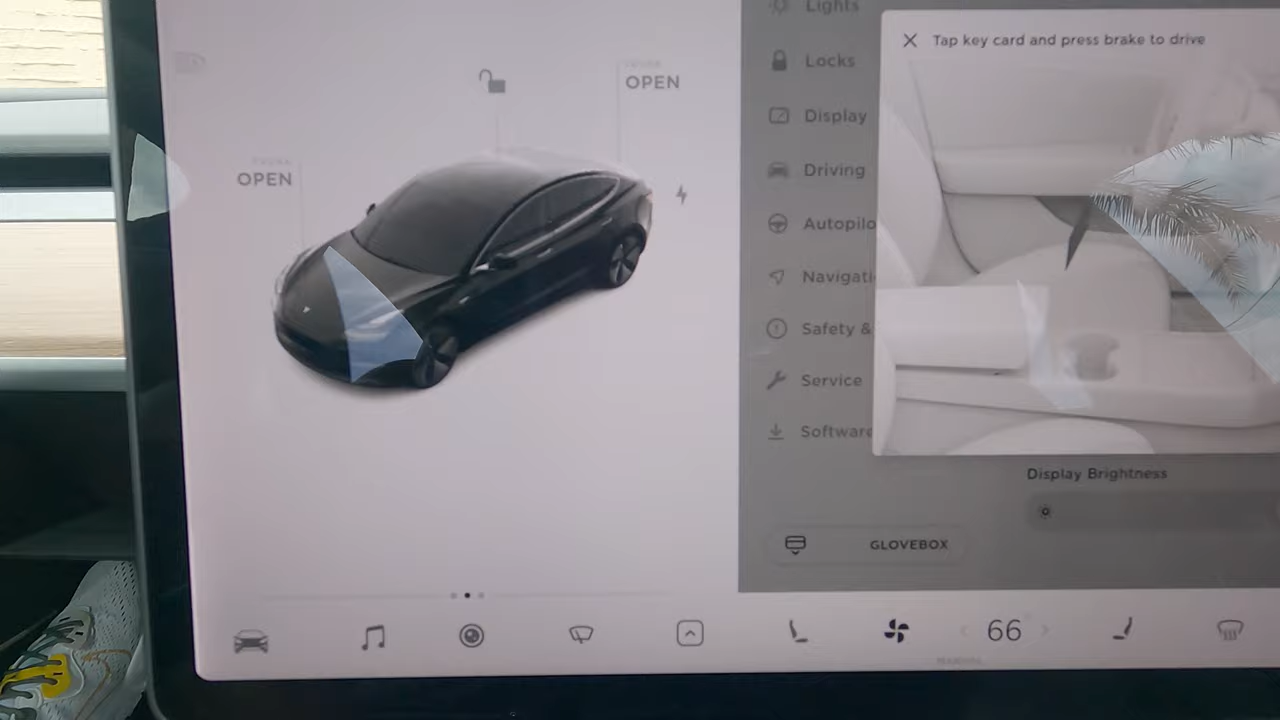 Lights
Tap key card and press brake to drive
Locks
OPEN
Display
Driving
OPEN
Autopilo
Navigati
Safety &
Service
Software
Display Brightness
GLOVEBOX
66
MANUAL